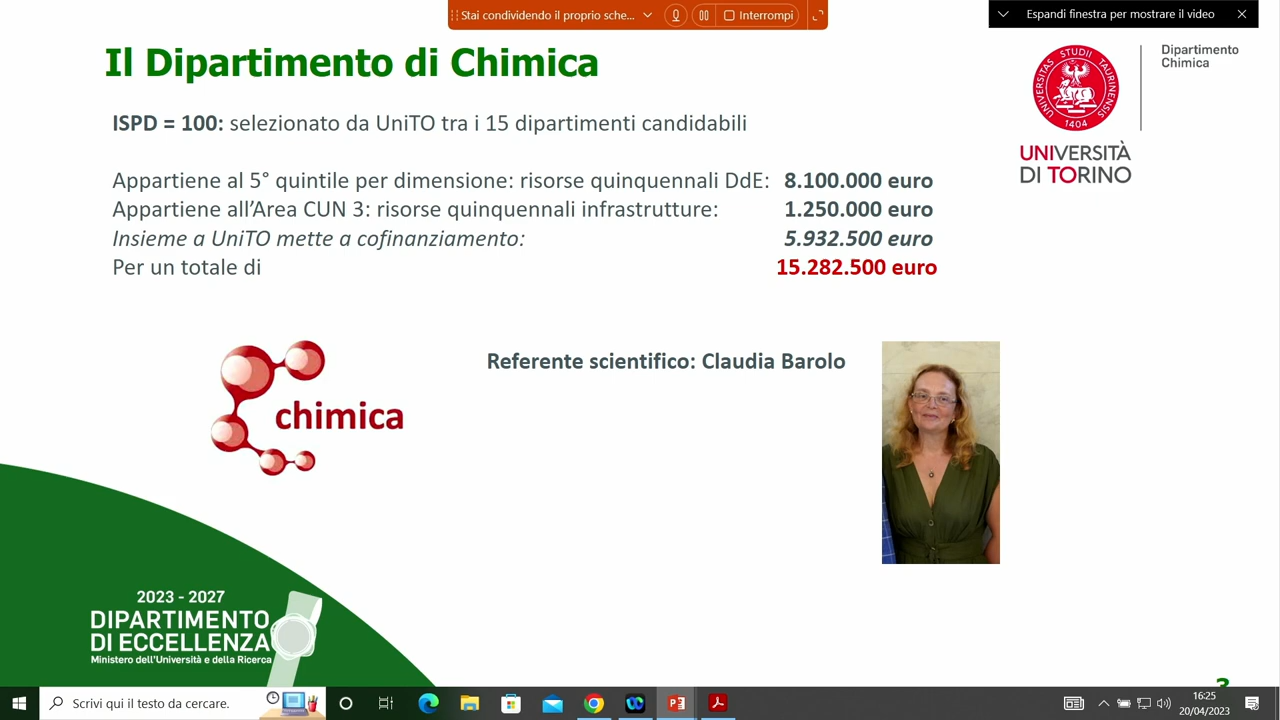 Stai condividendo il proprio sche...
Interrompi
Espandi finestra per mostrare il video
Il Dipartimento di Chimica
Dipartimento
Chimica
UNIVERSITAS STUDII TAURINENSIS
1404
UNIVERSITÀ
DI TORINO
ISPD = 100: selezionato da UniTO tra i 15 dipartimenti candidabili
Appartiene al 5° quintile per dimensione: risorse quinquennali DdE: 8.100.000 euro
Appartiene all’Area CUN 3: risorse quinquennali infrastrutture: 1.250.000 euro
Insieme a UniTO mette a cofinanziamento: 5.932.500 euro
Per un totale di 15.282.500 euro
chimica
Referente scientifico: Claudia Barolo
2023 - 2027
DIPARTIMENTO
DI ECCELLENZA
Ministero dell'Università e della Ricerca
3
Scrivi qui il testo da cercare.
16:25
20/04/2023